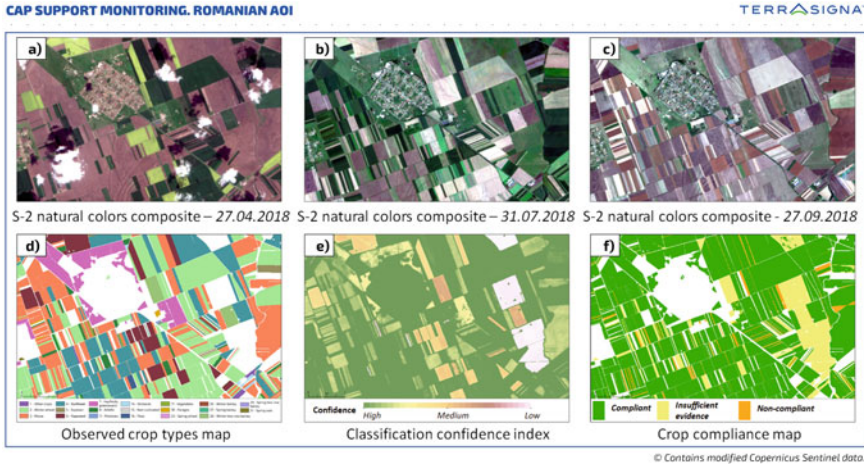 CAP SUPPORT MONITORING. ROMANIAN AOI
TERRASIGNA
a)
b)
c)
S-2 natural colors composite – 27.04.2018
S-2 natural colors composite – 31.07.2018
S-2 natural colors composite - 27.09.2018
d)
e)
f)
Confidence
High
Medium
Low
Compliant
Insufficient evidence
Non-compliant
Observed crop types map
Classification confidence index
Crop compliance map
© Contains modified Copernicus Sentinel data.